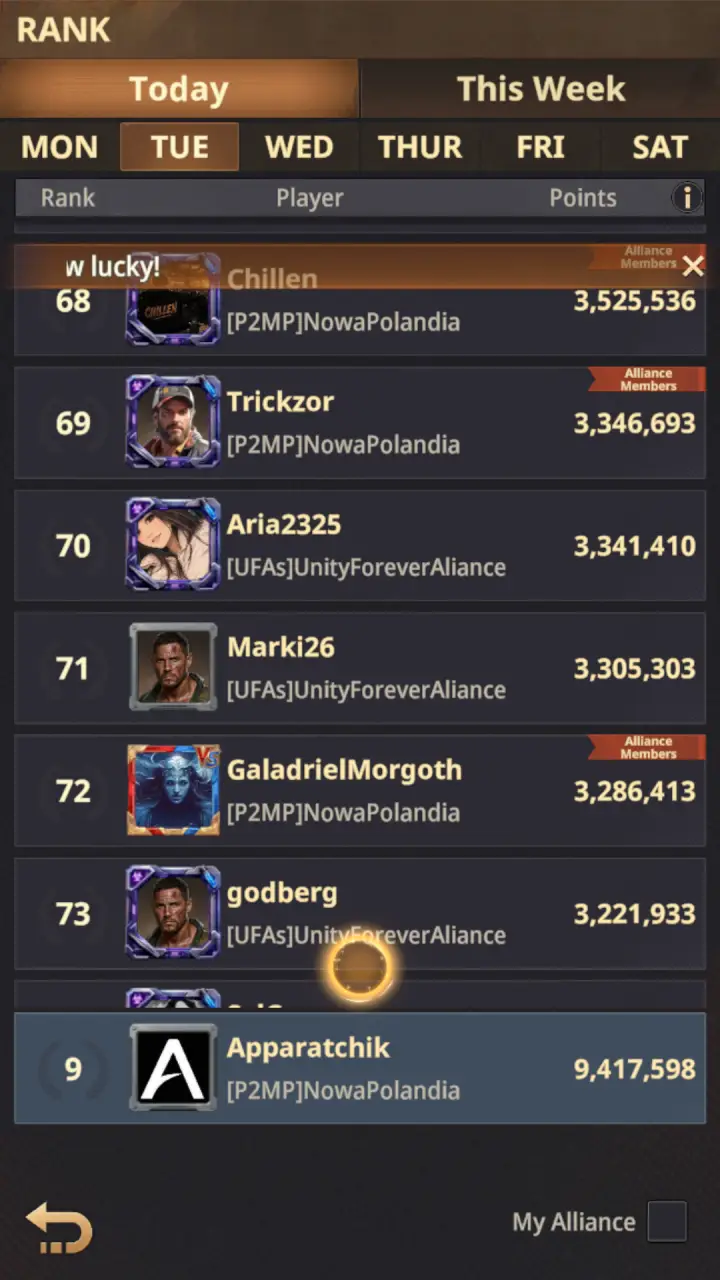 RANK
Today
This Week
MON
TUE
WED
THUR
FRI
SAT
Rank
Player
Points
w lucky!
68
CHILLEN
Chillen
[P2MP]NowaPolandia
Alliance
Members
3,525,536
69
Trickzor
[P2MP]NowaPolandia
Alliance
Members
3,346,693
70
Aria2325
[UFAs]UnityForeverAliance
3,341,410
71
Marki26
[UFAs]UnityForeverAliance
3,305,303
72
VS
GaladrielMorgoth
[P2MP]NowaPolandia
Alliance
Members
3,286,413
73
godberg
[UFAs]UnityForeverAliance
3,221,933
9
Apparatchik
[P2MP]NowaPolandia
9,417,598
My Alliance